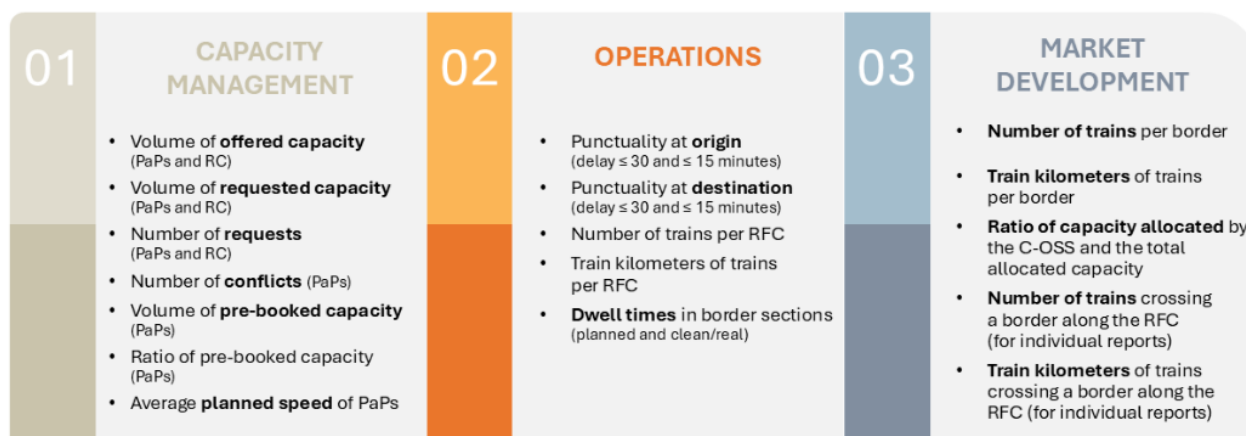 01
CAPACITY
MANAGEMENT
• Volume of offered capacity
(PaPs and RC)
• Volume of requested capacity
(PaPs and RC)
• Number of requests
(PaPs and RC)
• Number of conflicts (PaPs)
• Volume of pre-booked capacity
(PaPs)
• Ratio of pre-booked capacity
(PaPs)
• Average planned speed of PaPs
02
OPERATIONS
• Punctuality at origin
(delay ≤ 30 and ≤ 15 minutes)
• Punctuality at destination
(delay ≤ 30 and ≤ 15 minutes)
• Number of trains per RFC
• Train kilometers of trains
per RFC
• Dwell times in border sections
(planned and clean/real)
03
MARKET
DEVELOPMENT
• Number of trains per border
• Train kilometers of trains
per border
• Ratio of capacity allocated by
the C-OSS and the total
allocated capacity
• Number of trains crossing
a border along the RFC
(for individual reports)
• Train kilometers of trains
crossing a border along the
RFC (for individual reports)